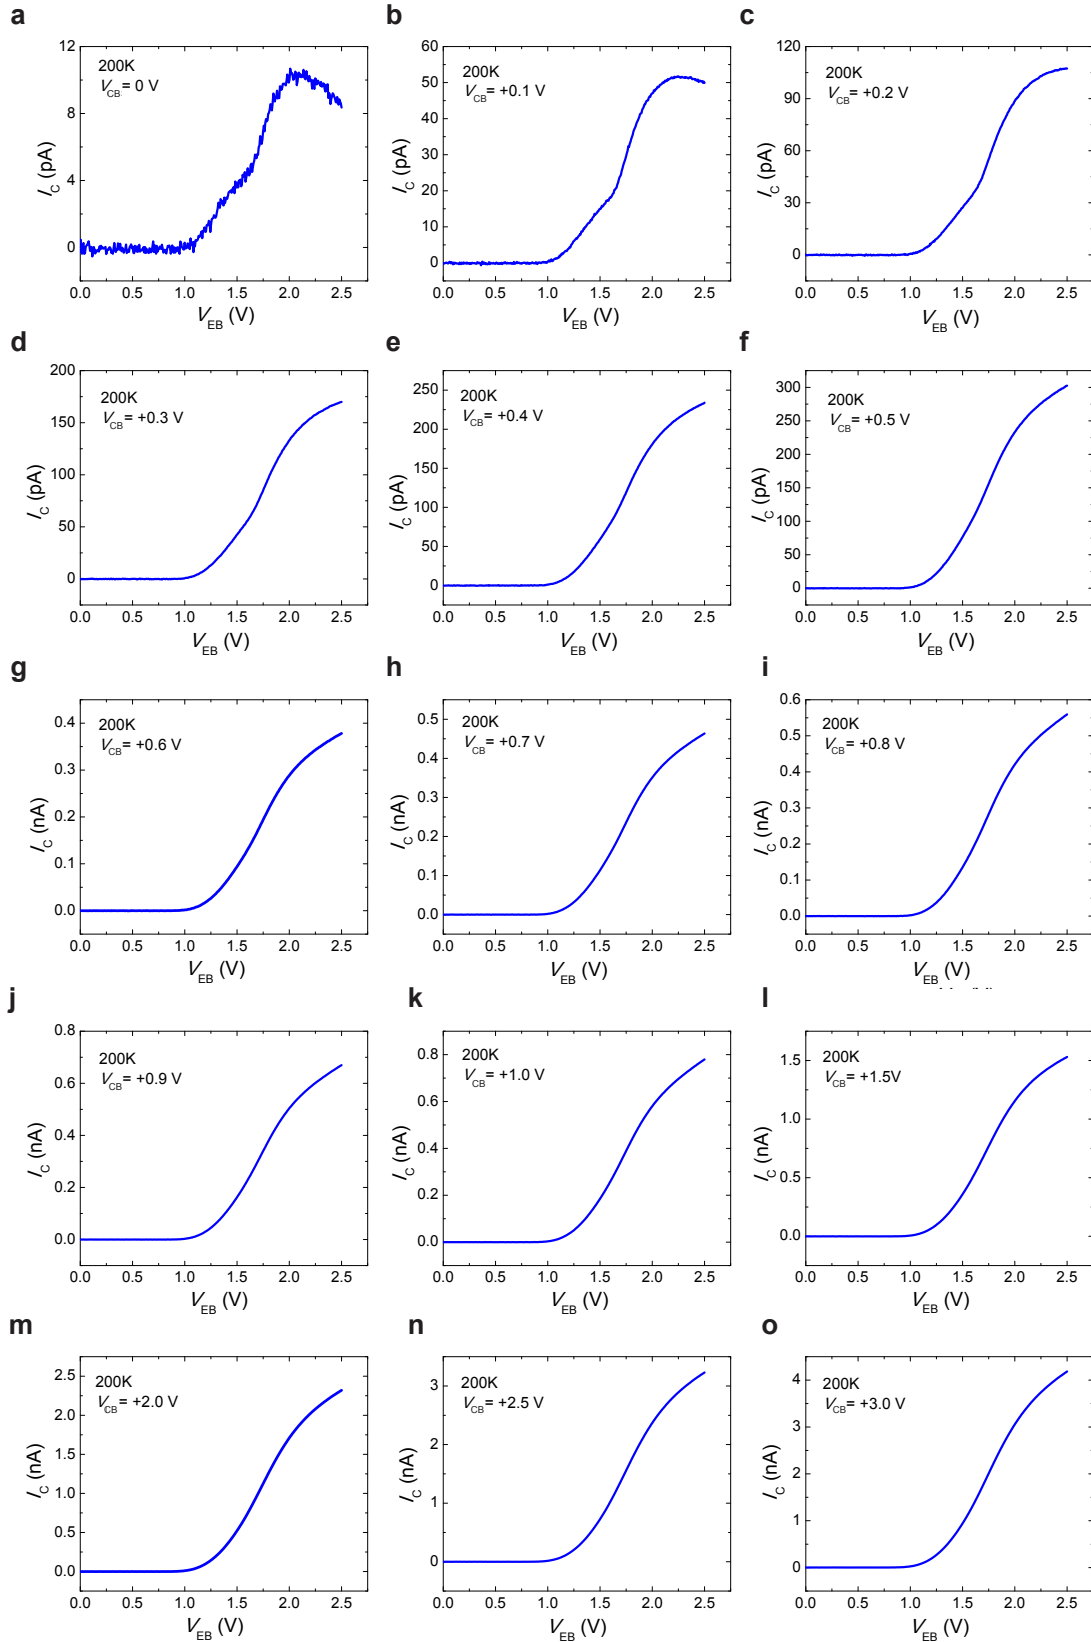 a
12
8
4
0
200K
V_CB= 0 V
I_C (pA)
0.0 0.5 1.0 1.5 2.0 2.5
V_EB (V)
b
60
50
40
30
20
10
0
200K
V_CB= +0.1 V
I_C (pA)
0.0 0.5 1.0 1.5 2.0 2.5
V_EB (V)
c
120
90
60
30
0
200K
V_CB= +0.2 V
I_C (pA)
0.0 0.5 1.0 1.5 2.0 2.5
V_EB (V)
d
200
150
100
50
0
200K
V_CB= +0.3 V
I_C (pA)
0.0 0.5 1.0 1.5 2.0 2.5
V_EB (V)
e
250
200
150
100
50
0
200K
V_CB= +0.4 V
I_C (pA)
0.0 0.5 1.0 1.5 2.0 2.5
V_EB (V)
f
300
250
200
150
100
50
0
200K
V_CB= +0.5 V
I_C (pA)
0.0 0.5 1.0 1.5 2.0 2.5
V_EB (V)
g
0.4
0.3
0.2
0.1
0.0
200K
V_CB= +0.6 V
I_C (nA)
0.0 0.5 1.0 1.5 2.0 2.5
V_EB (V)
h
0.5
0.4
0.3
0.2
0.1
0.0
200K
V_CB= +0.7 V
I_C (nA)
0.0 0.5 1.0 1.5 2.0 2.5
V_EB (V)
i
0.6
0.5
0.4
0.3
0.2
0.1
0.0
200K
V_CB= +0.8 V
I_C (nA)
0.0 0.5 1.0 1.5 2.0 2.5
V_EB (V)
j
0.8
0.6
0.4
0.2
0.0
200K
V_CB= +0.9 V
I_C (nA)
0.0 0.5 1.0 1.5 2.0 2.5
V_EB (V)
k
0.8
0.6
0.4
0.2
0.0
200K
V_CB= +1.0 V
I_C (nA)
0.0 0.5 1.0 1.5 2.0 2.5
V_EB (V)
l
1.5
1.0
0.5
0.0
200K
V_CB= +1.5V
I_C (nA)
0.0 0.5 1.0 1.5 2.0 2.5
V_EB (V)
m
2.5
2.0
1.5
1.0
0.5
0.0
200K
V_CB= +2.0 V
I_C (nA)
0.0 0.5 1.0 1.5 2.0 2.5
V_EB (V)
n
3
2
1
0
200K
V_CB= +2.5 V
I_C (nA)
0.0 0.5 1.0 1.5 2.0 2.5
V_EB (V)
o
4
3
2
1
0
200K
V_CB= +3.0 V
I_C (nA)
0.0 0.5 1.0 1.5 2.0 2.5
V_EB (V)